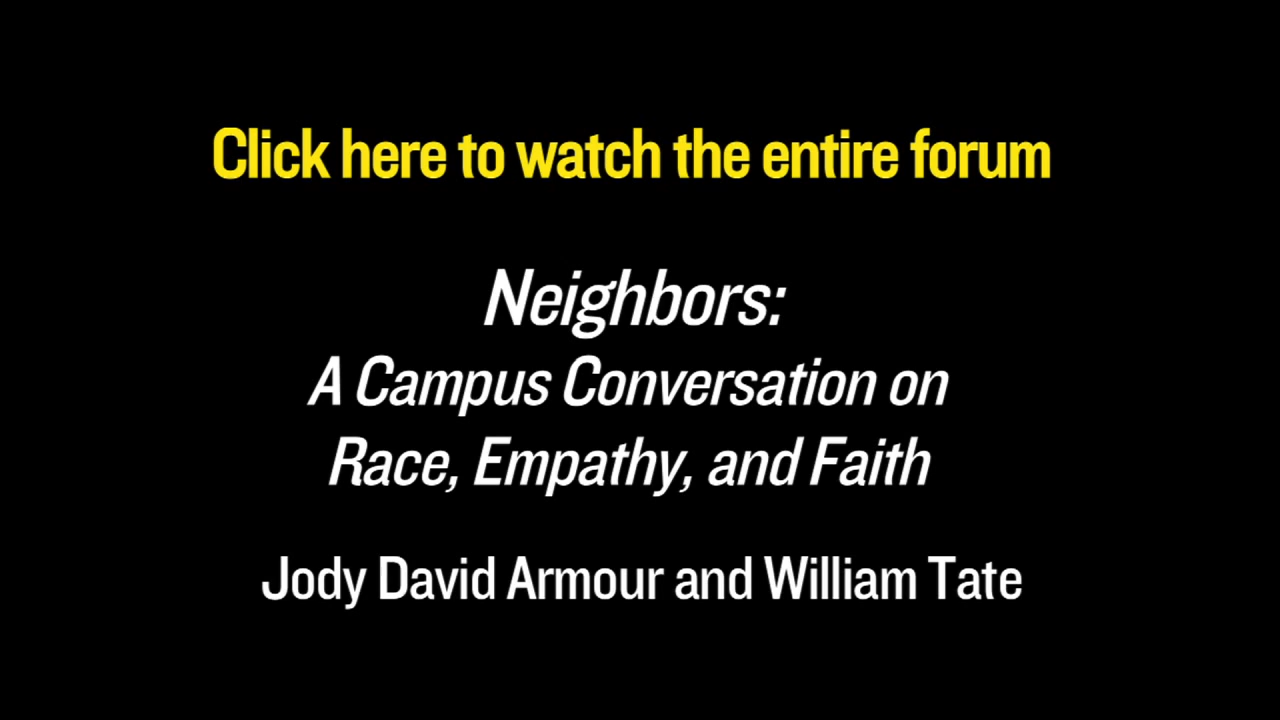 Click here to watch the entire forum
Neighbors:
A Campus Conversation on
Race, Empathy, and Faith
Jody David Armour and William Tate